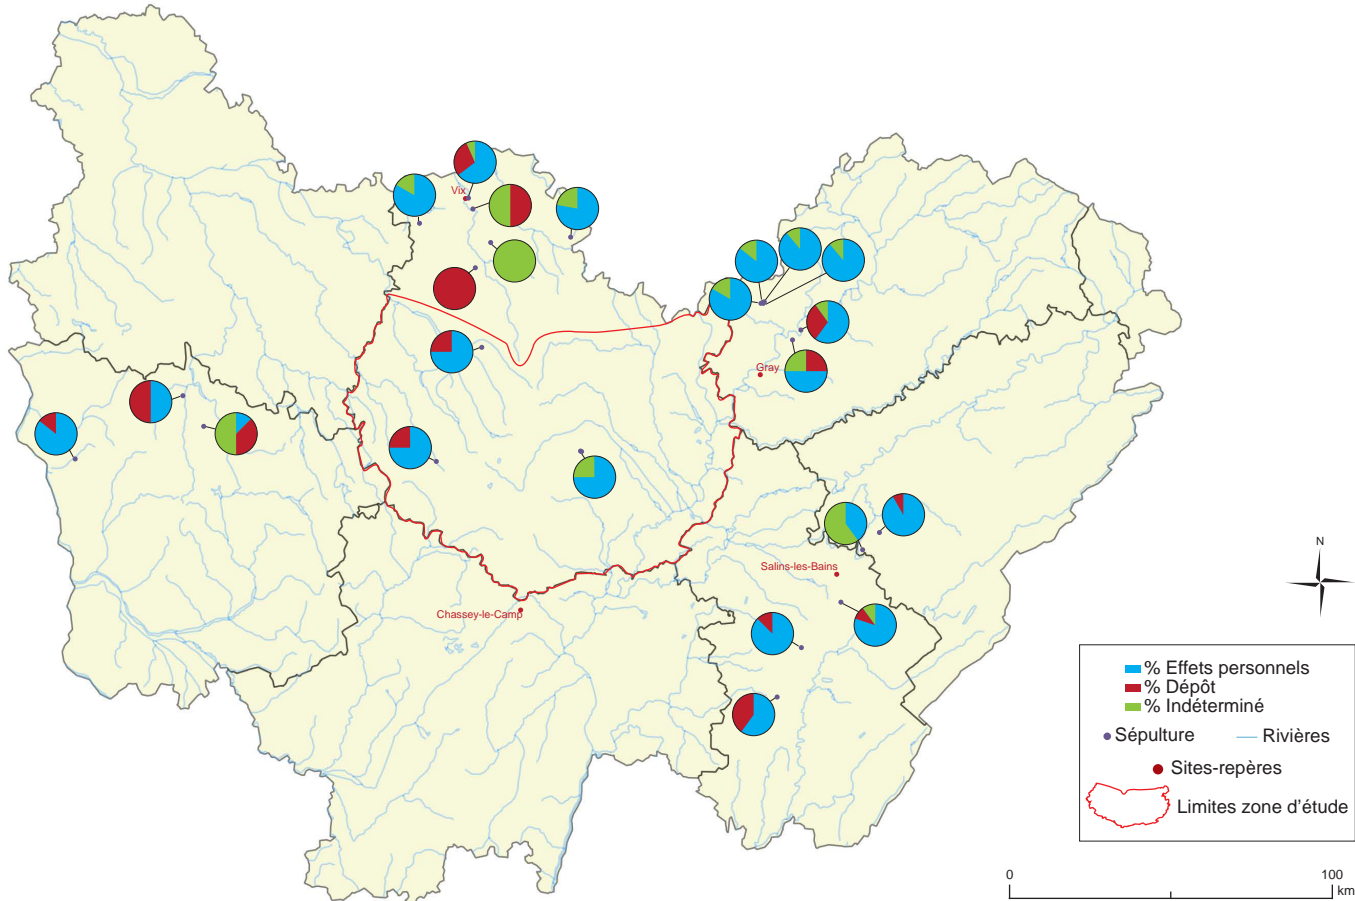 Vix
Gray
Salins-les-Bains
Chassey-le-Camp
N
% Effets personnels
% Dépôt
% Indéterminé
Sépulture
Rivières
Sites-repères
Limites zone d'étude
0
100
km